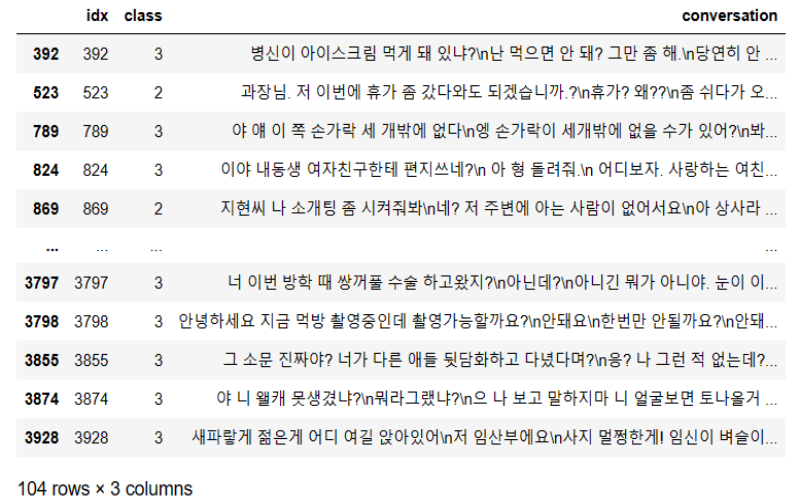 idx class conversation
392 392 3 병신이 아이스크림 먹게 돼 있냐?\n난 먹으면 안 돼? 그만 좀 해.\n당연히 안 ...
523 523 2 과장님. 저 이번에 휴가 좀 갔다와도 되겠습니까.?\n휴가? 왜??\n좀 쉬다가 오...
789 789 3 야 얘 이 쪽 손가락 세 개밖에 없다\n엥 손가락이 세개밖에 없을 수가 있어?\n봐...
824 824 3 이야 내동생 여자친구한테 편지쓰네?\n 아 형 돌려줘.\n 어디보자. 사랑하는 여친...
869 869 2 지현씨 나 소개팅 좀 시켜줘봐\n네? 저 주변에 아는 사람이 없어서요\n아 상사라 ...
... ... ... ...
3797 3797 3 너 이번 방학 때 쌍꺼풀 수술 하고왔지?\n아닌데?\n아니긴 뭐가 아니야. 눈이 이...
3798 3798 3 안녕하세요 지금 먹방 촬영중인데 촬영가능할까요?\n안돼요\n한번만 안될까요?\n안돼...
3855 3855 3 그 소문 진짜야? 너가 다른 애들 뒷담화하고 다녔다며?\n응? 나 그런 적 없는데?...
3874 3874 3 야 니 왤캐 못생겼냐?\n뭐라그랬냐?\n으 나 보고 말하지마 니 얼굴보면 토나올거 ...
3928 3928 3 새파랗게 젊은게 어디 여길 앉아있어\n저 임산부에요\n사지 멀쩡한게! 임신이 벼슬이...
104 rows × 3 columns